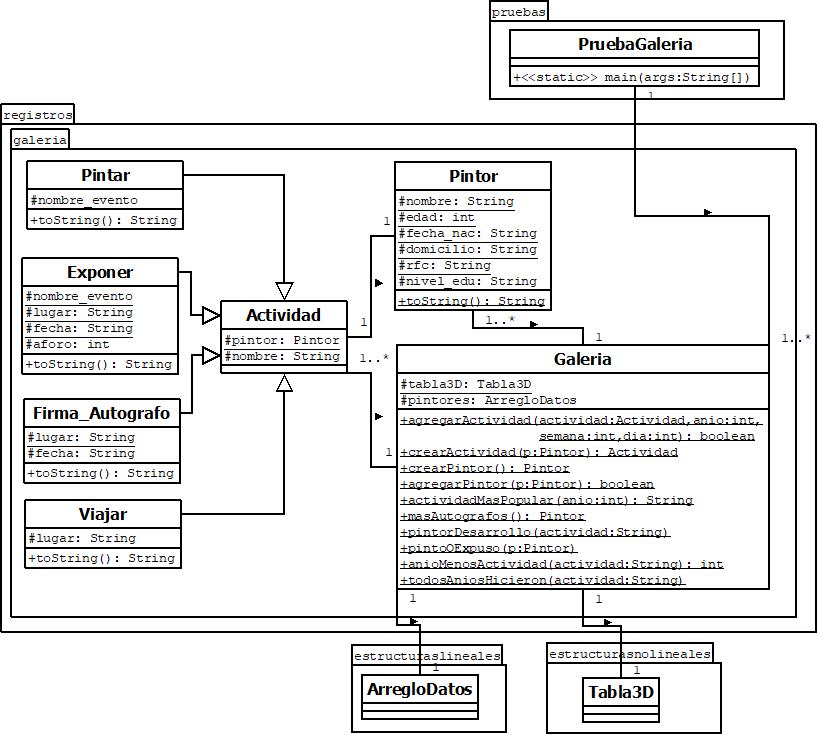 pruebas
PruebaGaleria
+<<static>> main(args:String[])
1
registros
galeria
Pintar
#nombre_evento
+toString(): String
Exponer
#nombre_evento
#lugar: String
#fecha: String
#aforo: int
+toString(): String
Firma_Autografo
#lugar: String
#fecha: String
+toString(): String
Viajar
#lugar: String
+toString(): String
Actividad
#pintor: Pintor
#nombre: String
1
1
1..*
1
Pintor
#nombre: String
#edad: int
#fecha_nac: String
#domicilio: String
#rfc: String
#nivel_edu: String
+toString(): String
1..*
1
1..*
Galeria
#tabla3D: Tabla3D
#pintores: ArregloDatos
+agregarActividad(actividad:Actividad,anio:int,
semana:int,dia:int): boolean
+crearActividad(p:Pintor): Actividad
+crearPintor(): Pintor
+agregarPintor(p:Pintor): boolean
+actividadMasPopular(anio:int): String
+masAutografos(): Pintor
+pintorDesarrollo(actividad:String)
+pintoOExpuso(p:Pintor)
+anioMenosActividad(actividad:String): int
+todosAniosHicieron(actividad:String)
1
1
estructuraslineales
1
ArregloDatos
estructurasnolineales
1
Tabla3D